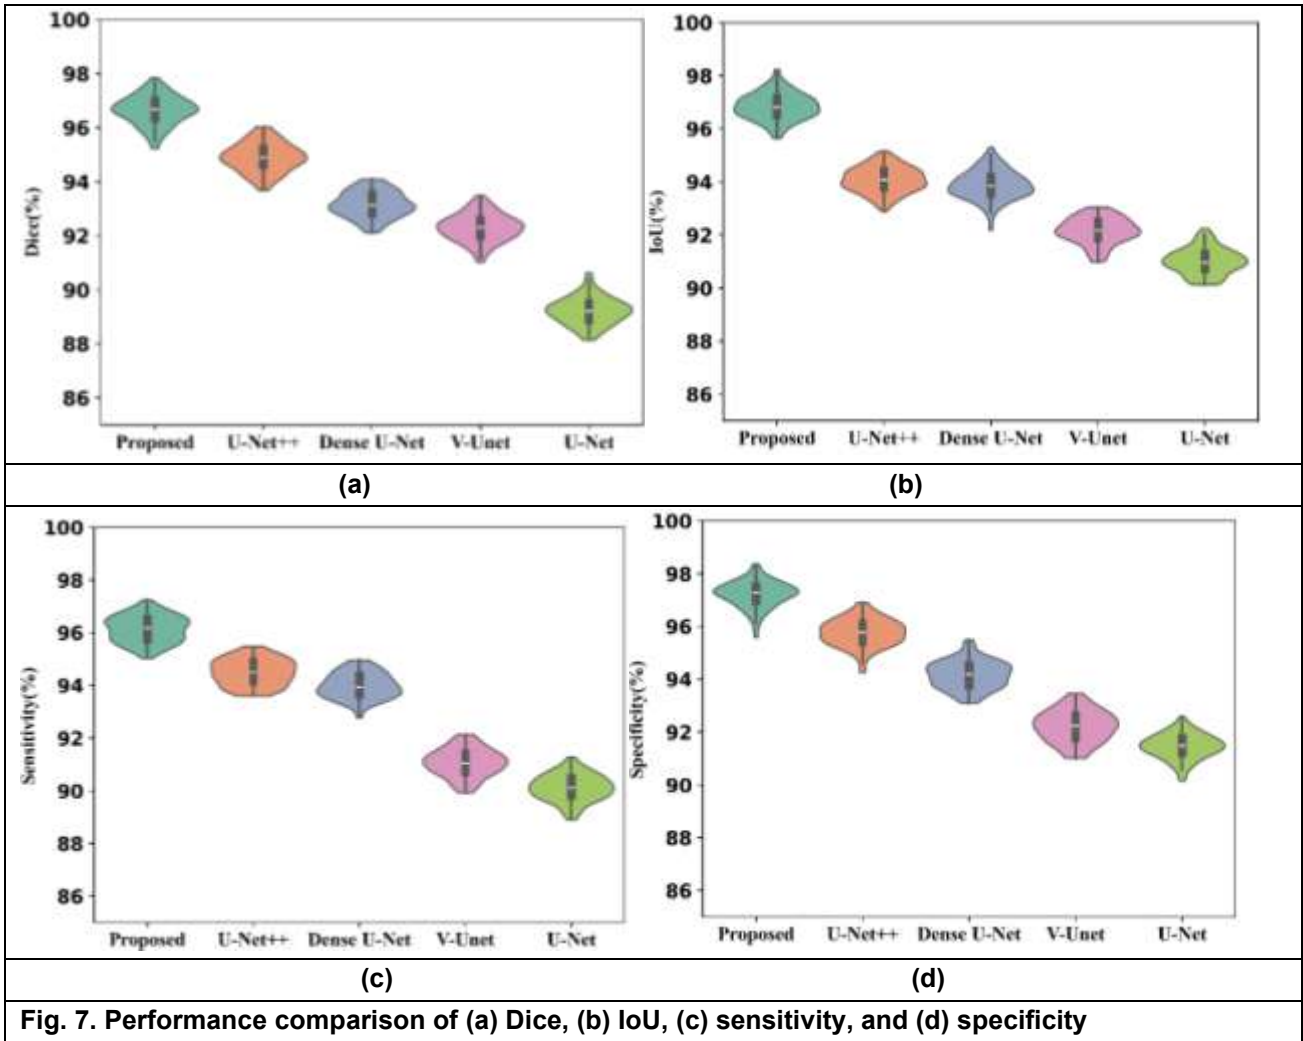 100
98
96
94
92
90
88
86
Dice(%)
Proposed U-Net++ Dense U-Net V-Unet U-Net
100
98
96
94
92
90
88
86
IoU(%)
Proposed U-Net++ Dense U-Net V-Unet U-Net
(a) (b)
100
98
96
94
92
90
88
86
Sensitivity(%)
Proposed U-Net++ Dense U-Net V-Unet U-Net
100
98
96
94
92
90
88
86
Specificity(%)
Proposed U-Net++ Dense U-Net V-Unet U-Net
(c) (d)
Fig. 7. Performance comparison of (a) Dice, (b) IoU, (c) sensitivity, and (d) specificity